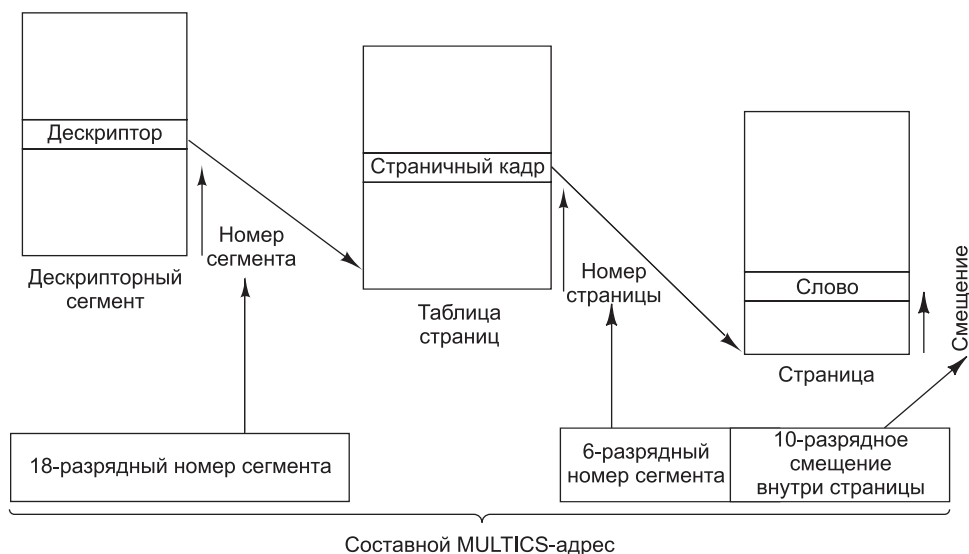 Дескриптор
Номер
сегмента
Дескрипторный
сегмент
Страничный кадр
Номер
страницы
Таблица
страниц
Слово
Смещение
Страница
18-разрядный номер сегмента
6-разрядный
номер сегмента
10-разрядное
смещение
внутри страницы
Составной MULTICS-адрес